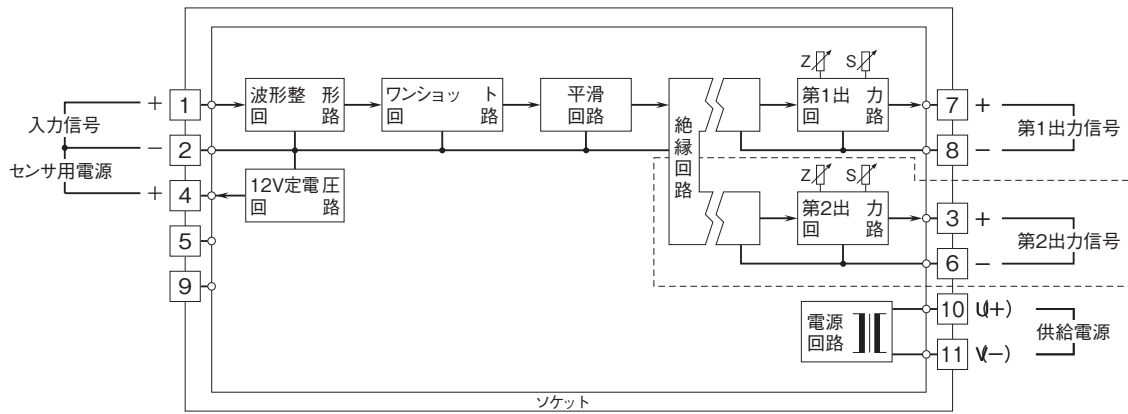 Z S
1
+
入力信号
−
2
センサ用電源
+
4
5
9
波形整形
回路
ワンショット
回路
平滑
回路
12V定電圧
回路
絶縁回路
第1出力
回路
Z S
第2出力
回路
電源
回路
7 +
第1出力信号
8 −
3 +
第2出力信号
6 −
10 U(+)
供給電源
11 V(−)
ソケット